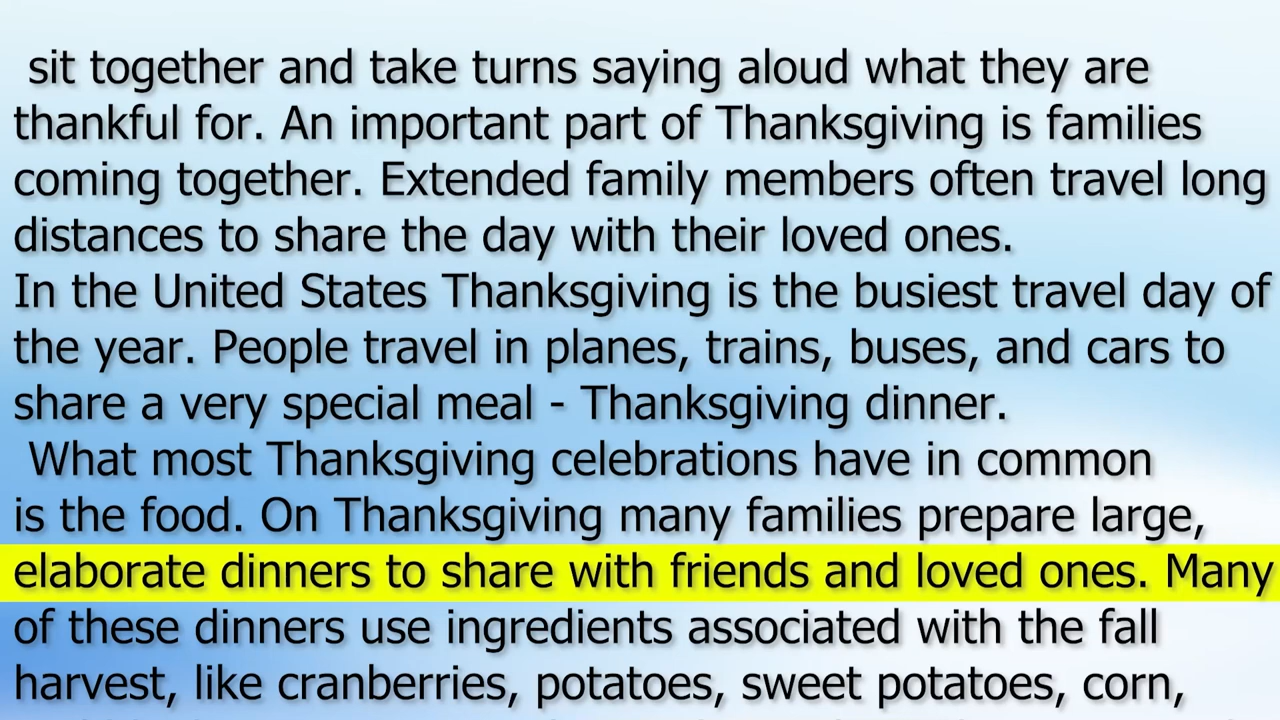 sit together and take turns saying aloud what they are
thankful for. An important part of Thanksgiving is families
coming together. Extended family members often travel long
distances to share the day with their loved ones.
In the United States Thanksgiving is the busiest travel day of
the year. People travel in planes, trains, buses, and cars to
share a very special meal - Thanksgiving dinner.
What most Thanksgiving celebrations have in common
is the food. On Thanksgiving many families prepare large,
elaborate dinners to share with friends and loved ones. Many
of these dinners use ingredients associated with the fall
harvest, like cranberries, potatoes, sweet potatoes, corn,